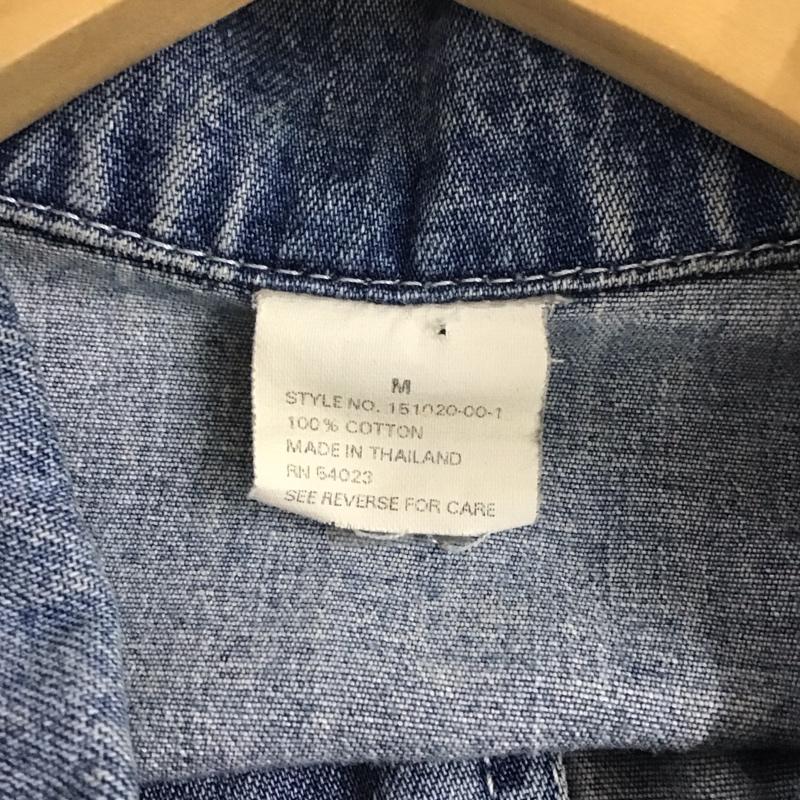 M
STYLE NO. 151020-00-1
100% COTTON
MADE IN THAILAND
RN 54023
SEE REVERSE FOR CARE